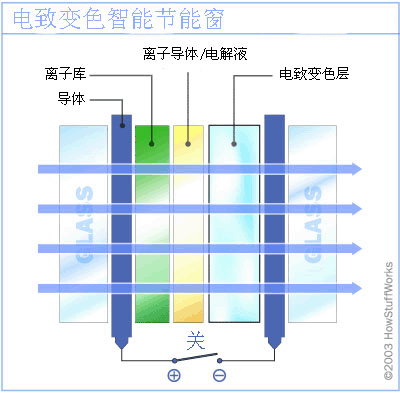 电致变色智能节能窗
离子导体/电解液
离子库
电致变色层
导体
GLASS
GLASS
关
⊕ ⊖
©2003 HowStuffWorks